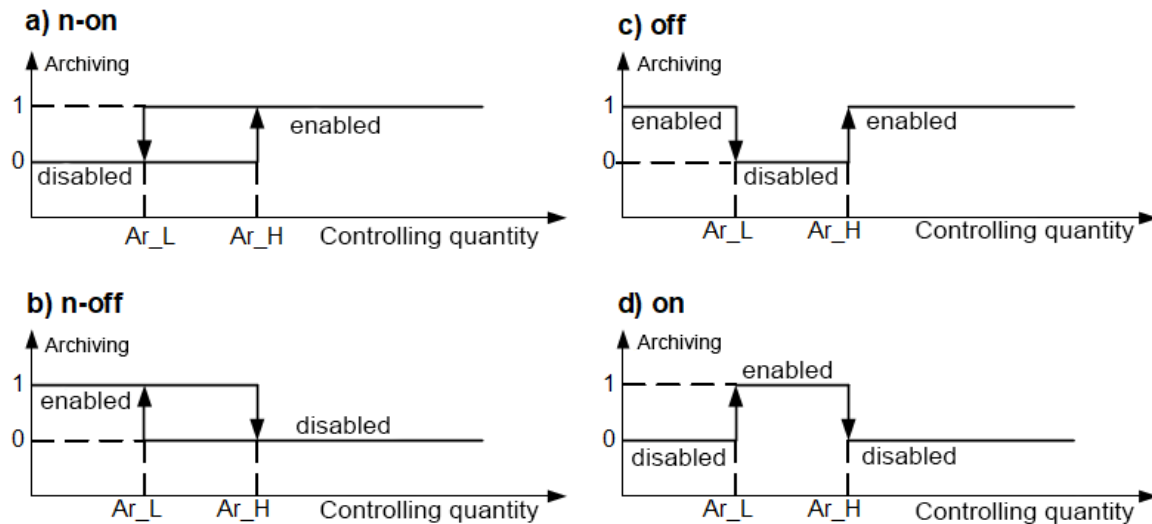 a) n-on
Archiving
1
enabled
0
disabled
Ar_L
Ar_H
Controlling quantity
c) off
Archiving
1
enabled
enabled
0
disabled
Ar_L
Ar_H
Controlling quantity
b) n-off
Archiving
1
enabled
disabled
0
Ar_L
Ar_H
Controlling quantity
d) on
Archiving
enabled
1
0
disabled
disabled
Ar_L
Ar_H
Controlling quantity